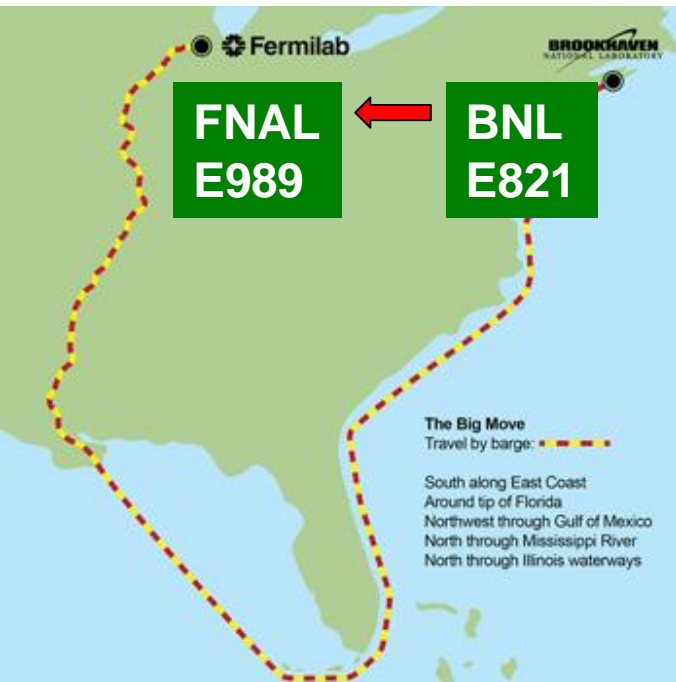 Fermilab
BROOKHAVEN
NATIONAL LABORATORY
FNAL
E989
BNL
E821
The Big Move
Travel by barge:
South along East Coast
Around tip of Florida
Northwest through Gulf of Mexico
North through Mississippi River
North through Illinois waterways